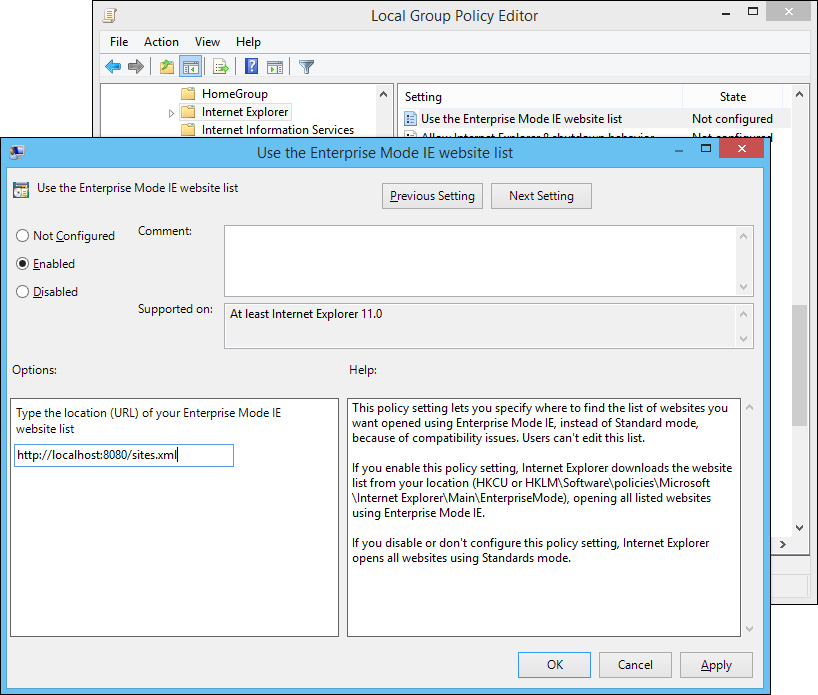 Local Group Policy Editor
File Action View Help
HomeGroup
Internet Explorer
Internet Information Services
Setting State
Use the Enterprise Mode IE website list Not configured
Allow Internet Explorer 8 shutdown behavior Not configured
Use the Enterprise Mode IE website list
Use the Enterprise Mode IE website list
Previous Setting Next Setting
Not Configured
Enabled
Disabled
Comment:
Supported on:
At least Internet Explorer 11.0
Options:
Help:
Type the location (URL) of your Enterprise Mode IE
website list
http://localhost:8080/sites.xml
This policy setting lets you specify where to find the list of websites you
want opened using Enterprise Mode IE, instead of Standard mode,
because of compatibility issues. Users can't edit this list.
If you enable this policy setting, Internet Explorer downloads the website
list from your location (HKCU or HKLM\Software\policies\Microsoft
\Internet Explorer\Main\EnterpriseMode), opening all listed websites
using Enterprise Mode IE.
If you disable or don't configure this policy setting, Internet Explorer
opens all websites using Standards mode.
OK Cancel Apply